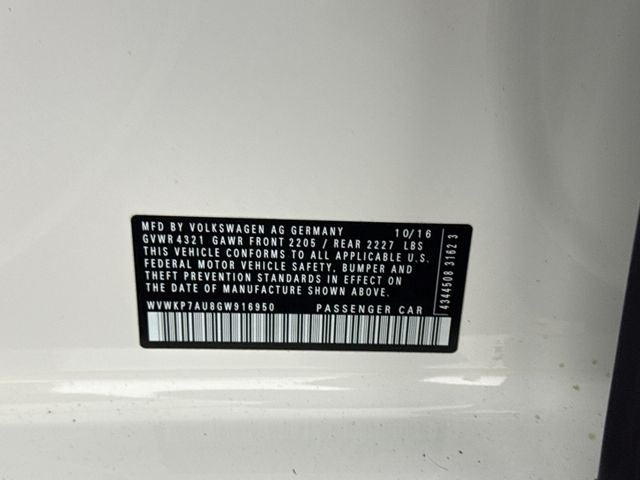 MFD BY VOLKSWAGEN AG GERMANY 10/16
GVWR 4321 GAWR FRONT 2205 / REAR 2227 LBS
THIS VEHICLE CONFORMS TO ALL APPLICABLE U.S.
FEDERAL MOTOR VEHICLE SAFETY, BUMPER AND
THEFT PREVENTION STANDARDS IN EFFECT ON
THE DATE OF MANUFACTURE SHOWN ABOVE.
WVWKP7AU8GW916950 PASSENGER CAR
4344508 3162 3